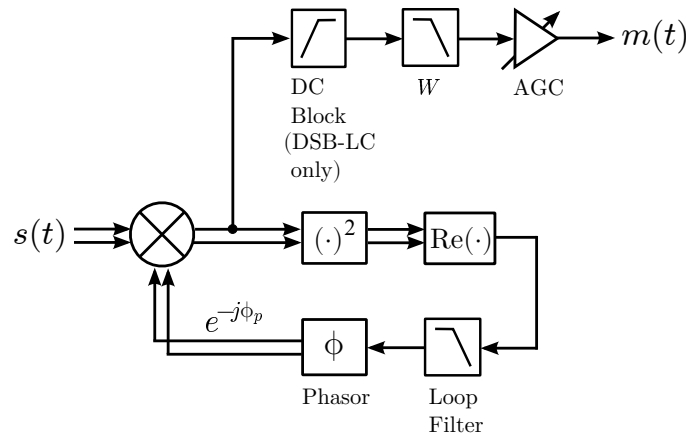 m(t)
DC
Block
(DSB-LC
only)
W
AGC
s(t)
(·)²
Re(·)
e^{-jϕ_p}
ϕ
Phasor
Loop
Filter